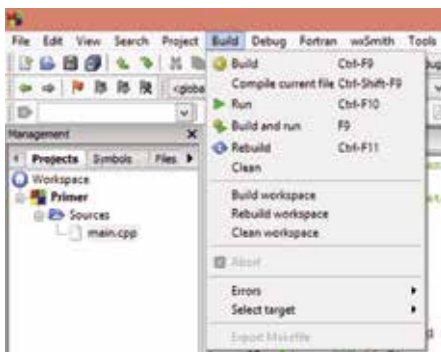 File Edit View Search Project Build Debug Fortran wxSmith Tools
Build Ctrl-F9
Compile current file Ctrl-Shift-F9
Run Ctrl-F10
Build and run F9
Rebuild Ctrl-F11
Clean
Build workspace
Rebuild workspace
Clean workspace
Abort
Errors
Select target
Export Makefile
Management
Projects Symbols Files
Workspace
Primer
Sources
main.cpp